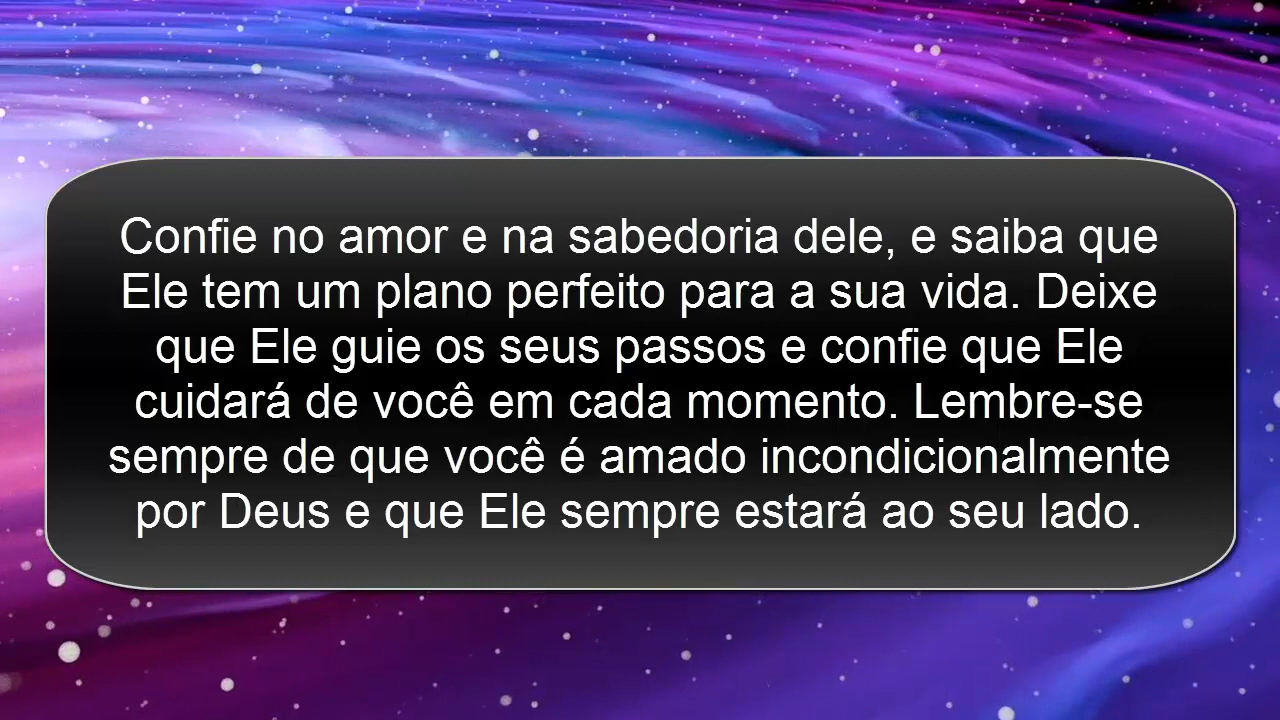 Confie no amor e na sabedoria dele, e saiba que
Ele tem um plano perfeito para a sua vida. Deixe
que Ele guie os seus passos e confie que Ele
cuidará de você em cada momento. Lembre-se
sempre de que você é amado incondicionalmente
por Deus e que Ele sempre estará ao seu lado.